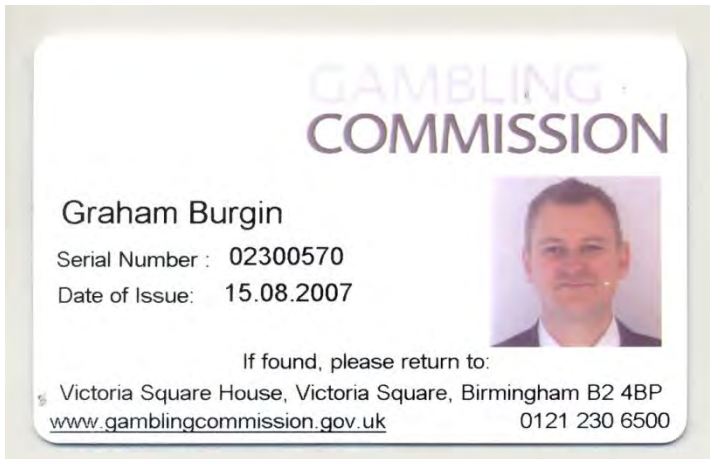 GAMBLING
COMMISSION
Graham Burgin
Serial Number : 02300570
Date of Issue: 15.08.2007
If found, please return to:
Victoria Square House, Victoria Square, Birmingham B2 4BP
www.gamblingcommission.gov.uk 0121 230 6500